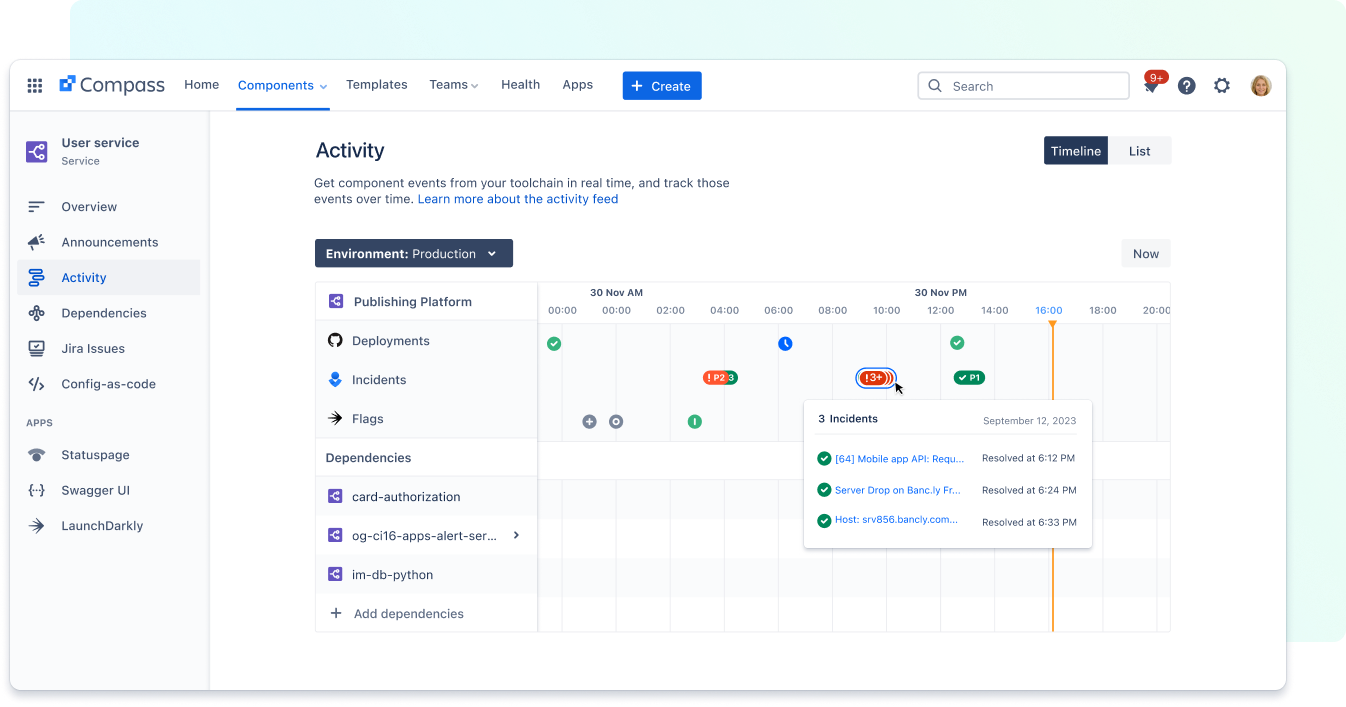 Compass
Home
Components
Templates
Teams
Health
Apps
+ Create
Search
9+
?
User service
Service
Overview
Announcements
Activity
Dependencies
Jira Issues
Config-as-code
APPS
Statuspage
Swagger UI
LaunchDarkly
Activity
Timeline
List
Get component events from your toolchain in real time, and track those
events over time. Learn more about the activity feed
Environment: Production
Now
Publishing Platform
30 Nov AM
30 Nov PM
00:00 00:00 02:00 04:00 06:00 08:00 10:00 12:00 14:00 16:00 18:00 20:00
Deployments
Incidents
! P2 3
!3+
P1
Flags
Dependencies
card-authorization
og-ci16-apps-alert-ser...
im-db-python
+ Add dependencies
3 Incidents
September 12, 2023
[64] Mobile app API: Requ...
Resolved at 6:12 PM
Server Drop on Banc.ly Fr...
Resolved at 6:24 PM
Host: srv856.bancly.com...
Resolved at 6:33 PM